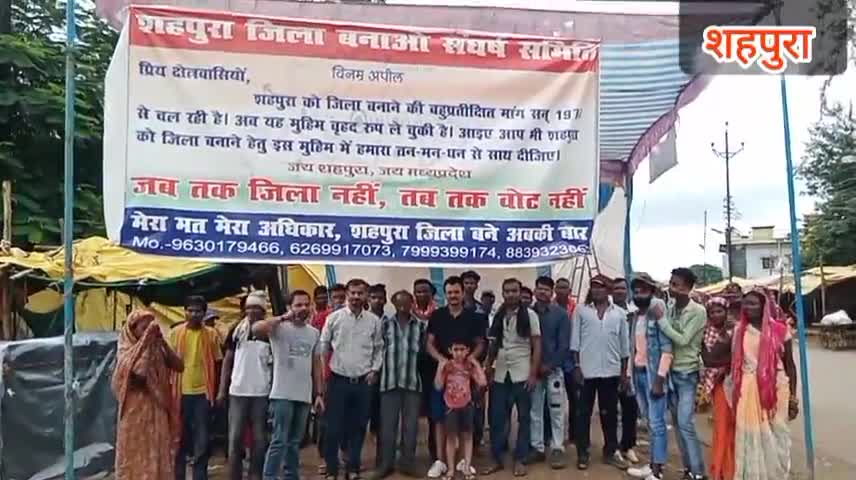 शहपुरा
शहपुरा जिला बनाओ संघर्ष समिति
प्रिय दोलवासियों, विनम्र अपील
शहपुरा को जिला बनाने की बहुप्रतीक्षित मांग सन् 197
से चल रही है। अब यह मुहिम वृहद रुप ले चुकी है। आइए आप भी शहपुरा
को जिला बनाने हेतु इस मुहिम में हमारा तन-मन-धन से साथ दीजिए।
जय शहपुरा, जय मध्यप्रदेश
जब तक जिला नहीं, तब तक वोट नहीं
मेरा मत मेरा अधिकार, शहपुरा जिला बने अबकी बार
Mo.-9630179466, 6269917073, 7999399174,